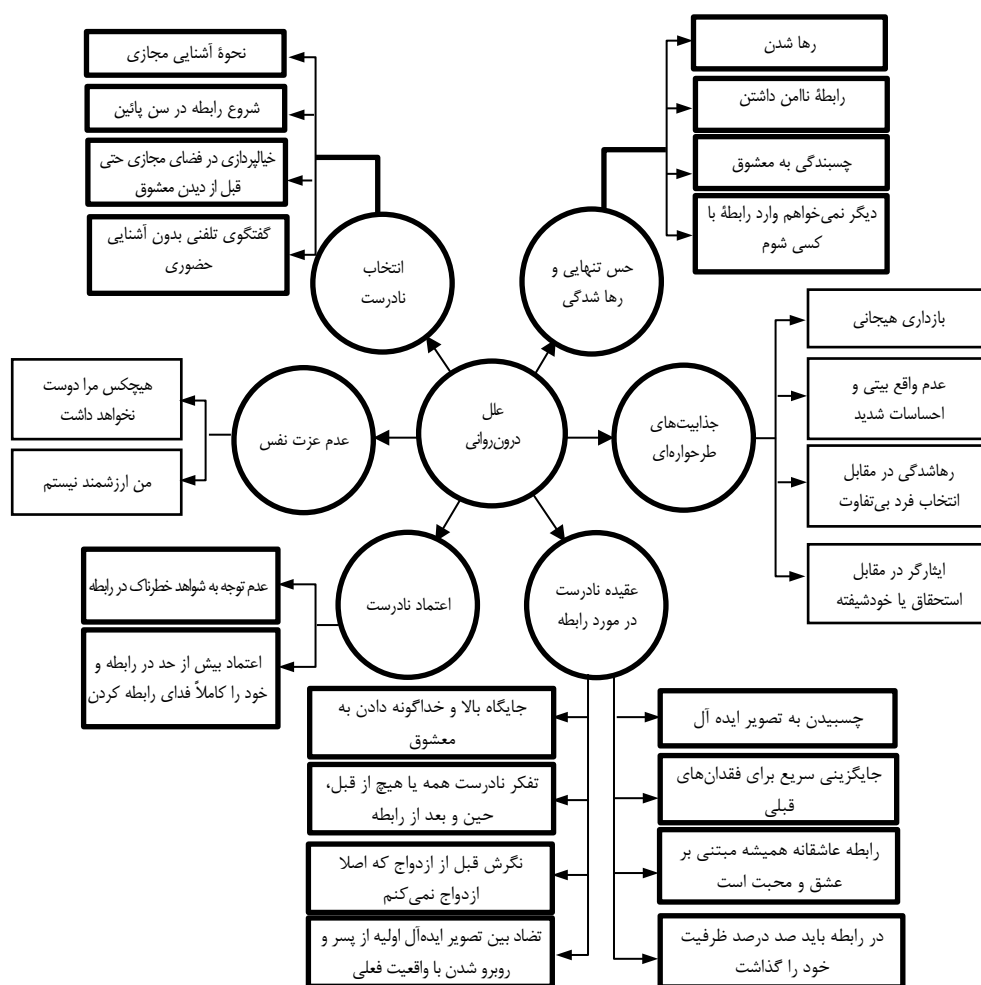 رها شدن
رابطهٔ ناامن داشتن
چسبندگی به معشوق
دیگر نمی‌خواهم وارد رابطهٔ با
کسی شوم
حس تنهایی و
رها شدگی
نحوهٔ آشنایی مجازی
شروع رابطه در سن پائین
خیالپردازی در فضای مجازی حتی
قبل از دیدن معشوق
گفتگوی تلفنی بدون آشنایی
حضوری
انتخاب
نادرست
بازداری هیجانی
عدم واقع بیتی و
احساسات شدید
رهاشدگی در مقابل
انتخاب فرد بی‌تفاوت
ایثارگر در مقابل
استحقاق یا خودشیفته
جذابیت‌های
طرحواره‌ای
علل
درون‌روانی
عدم عزت نفس
هیچکس مرا دوست
نخواهد داشت
من ارزشمند نیستم
عقیده نادرست
در مورد رابطه
اعتماد نادرست
عدم توجه به شواهد خطرناک در رابطه
اعتماد بیش از حد در رابطه و
خود را کاملاً فدای رابطه کردن
چسبیدن به تصویر ایده آل
جایگزینی سریع برای فقدان‌های
قبلی
رابطه عاشقانه همیشه مبتنی بر
عشق و محبت است
در رابطه باید صد درصد ظرفیت
خود را گذاشت
جایگاه بالا و خداگونه دادن به
معشوق
تفکر نادرست همه یا هیچ از قبل،
حین و بعد از رابطه
نگرش قبل از ازدواج که اصلا
ازدواج نمی‌کنم
تضاد بین تصویر ایده‌آل اولیه از پسر و
روبرو شدن با واقعیت فعلی